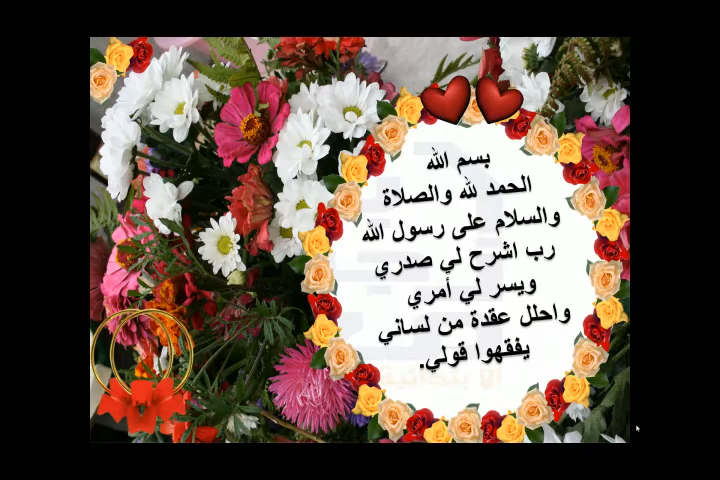 بسم الله
الحمد لله والصلاة
والسلام على رسول الله
رب اشرح لي صدري
ويسر لي أمري
واحلل عقدة من لساني
يفقهوا قولي.